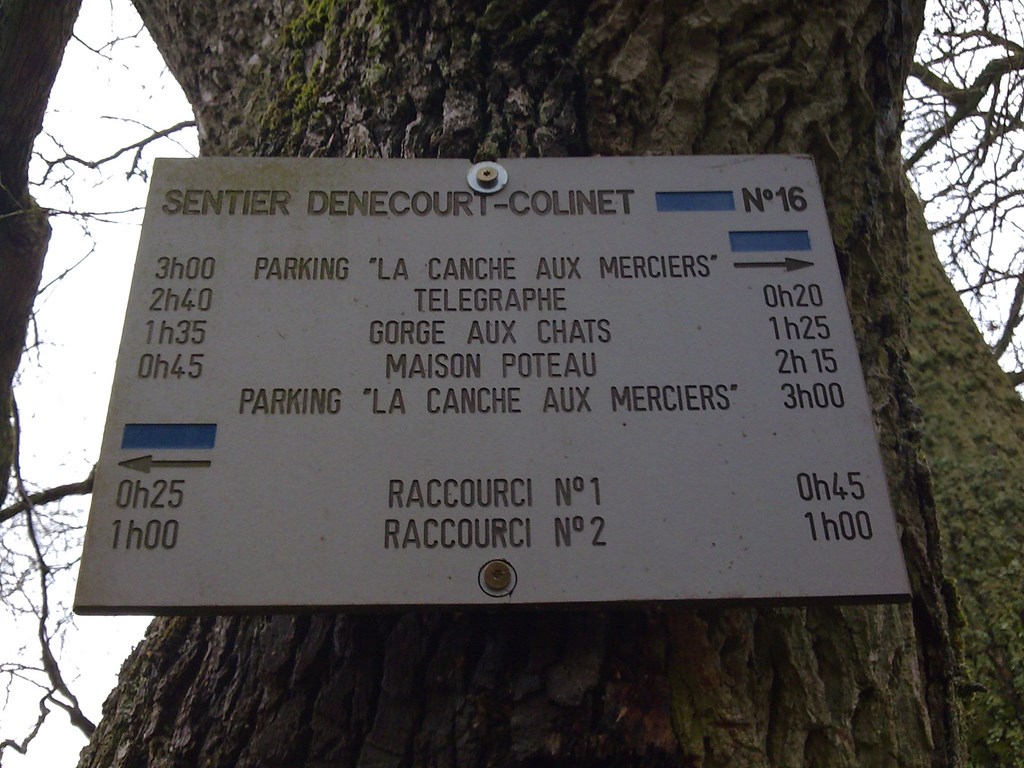 SENTIER DENECOURT-COLINET N°16
3h00 PARKING "LA CANCHE AUX MERCIERS"
2h40 TELEGRAPHE 0h20
1h35 GORGE AUX CHATS 1h25
0h45 MAISON POTEAU 2h15
PARKING "LA CANCHE AUX MERCIERS" 3h00
0h25 RACCOURCI N°1 0h45
1h00 RACCOURCI N°2 1h00